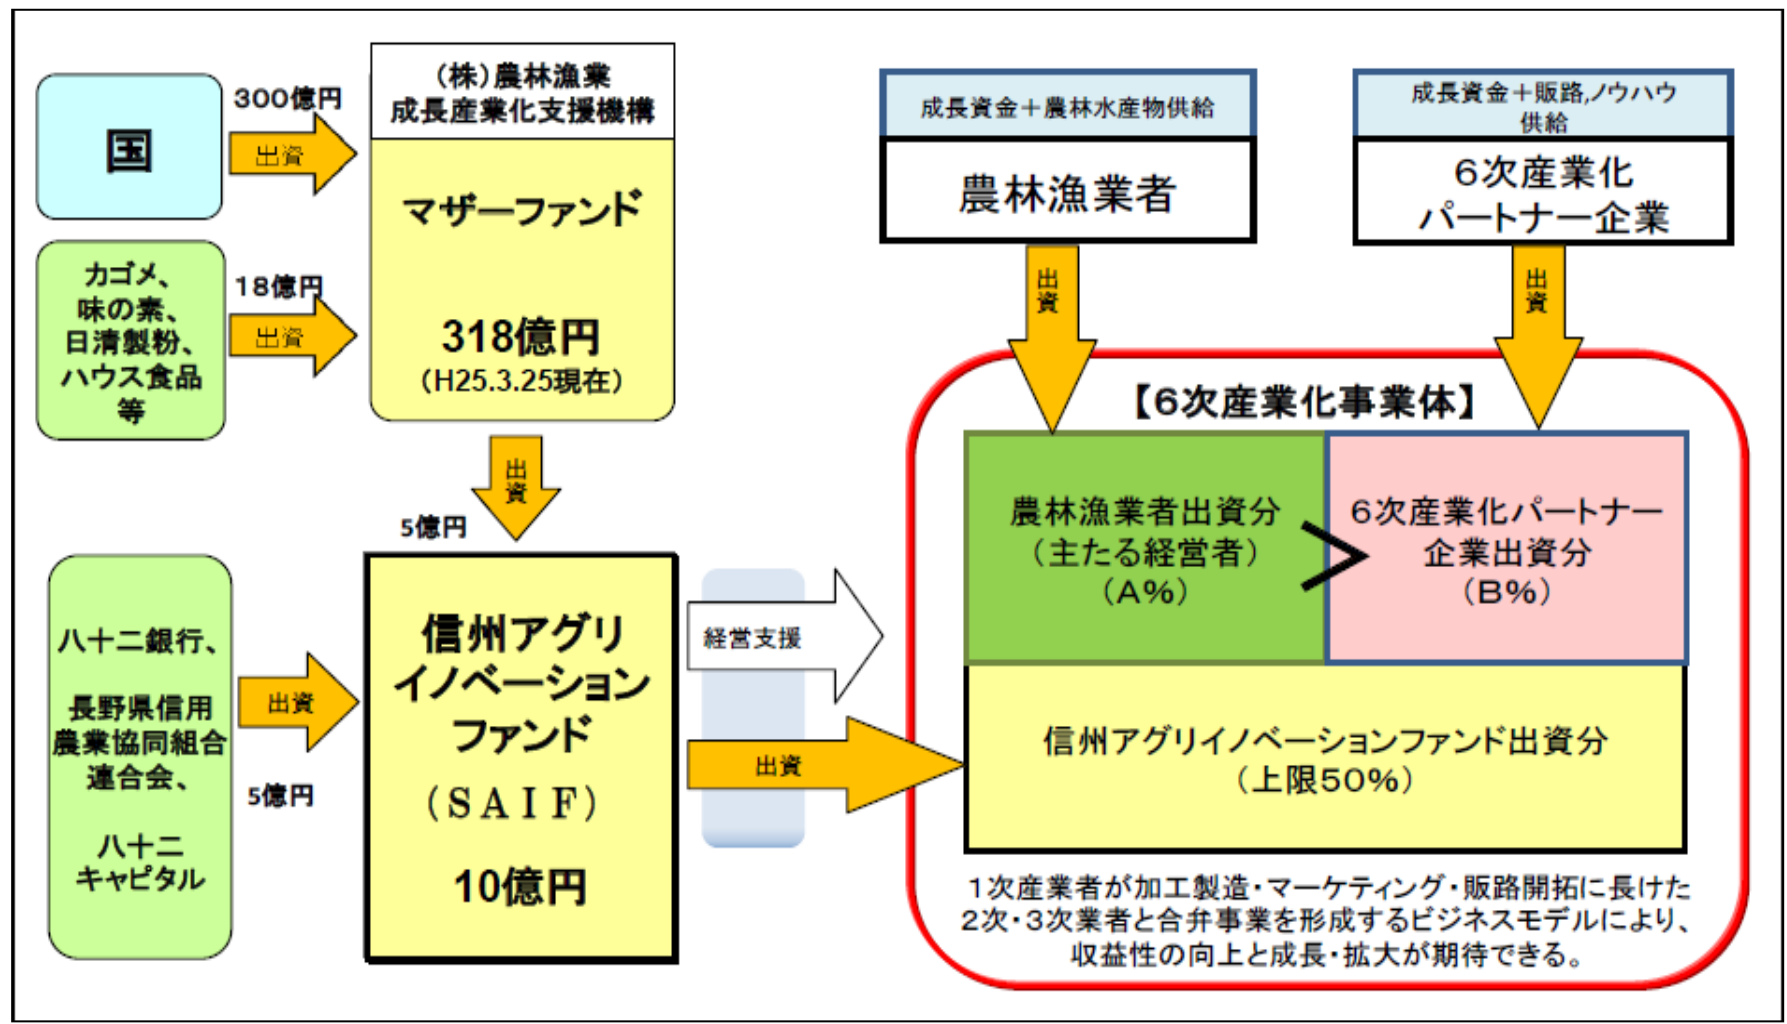 国
300億円
出資
カゴメ、
味の素、
日清製粉、
ハウス食品
等
18億円
出資
（株）農林漁業
成長産業化支援機構
マザーファンド
318億円
（H25.3.25現在）
出資
5億円
八十二銀行、
長野県信用
農業協同組合
連合会、
八十二
キャピタル
出資
5億円
信州アグリ
イノベーション
ファンド
（ＳＡＩＦ）
10億円
経営支援
出資
成長資金＋農林水産物供給
農林漁業者
出資
成長資金＋販路,ノウハウ
供給
６次産業化
パートナー企業
出資
【６次産業化事業体】
農林漁業者出資分
（主たる経営者）
（A％）
＞
６次産業化パートナー
企業出資分
（B％）
信州アグリイノベーションファンド出資分
（上限50％）
１次産業者が加工製造・マーケティング・販路開拓に長けた
２次・３次業者と合弁事業を形成するビジネスモデルにより、
収益性の向上と成長・拡大が期待できる。